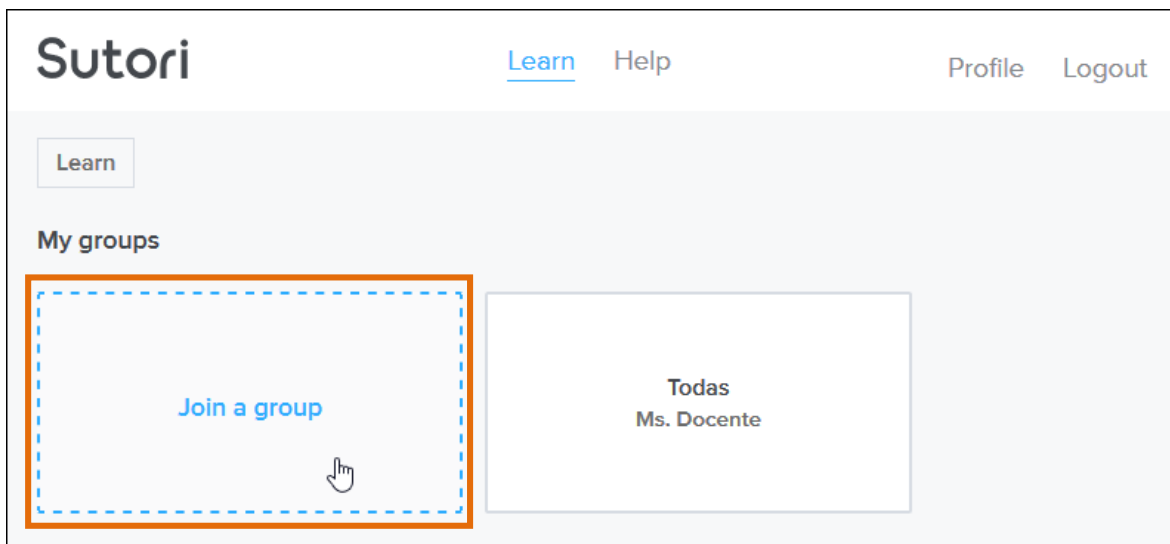 Sutori
Learn Help
Profile Logout
Learn
My groups
Join a group
Todas
Ms. Docente